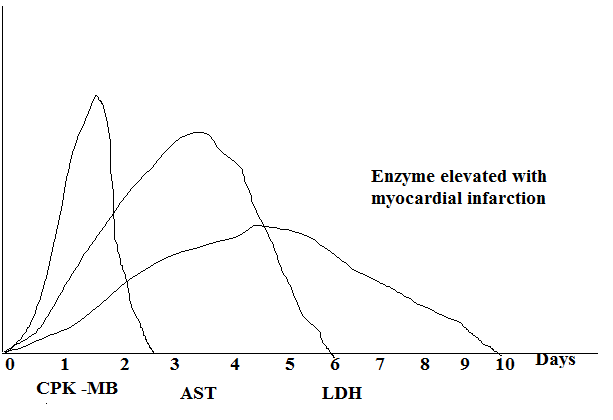 Enzyme elevated with
myocardial infarction
0 1 2 3 4 5 6 7 8 9 10 Days
CPK -MB AST LDH